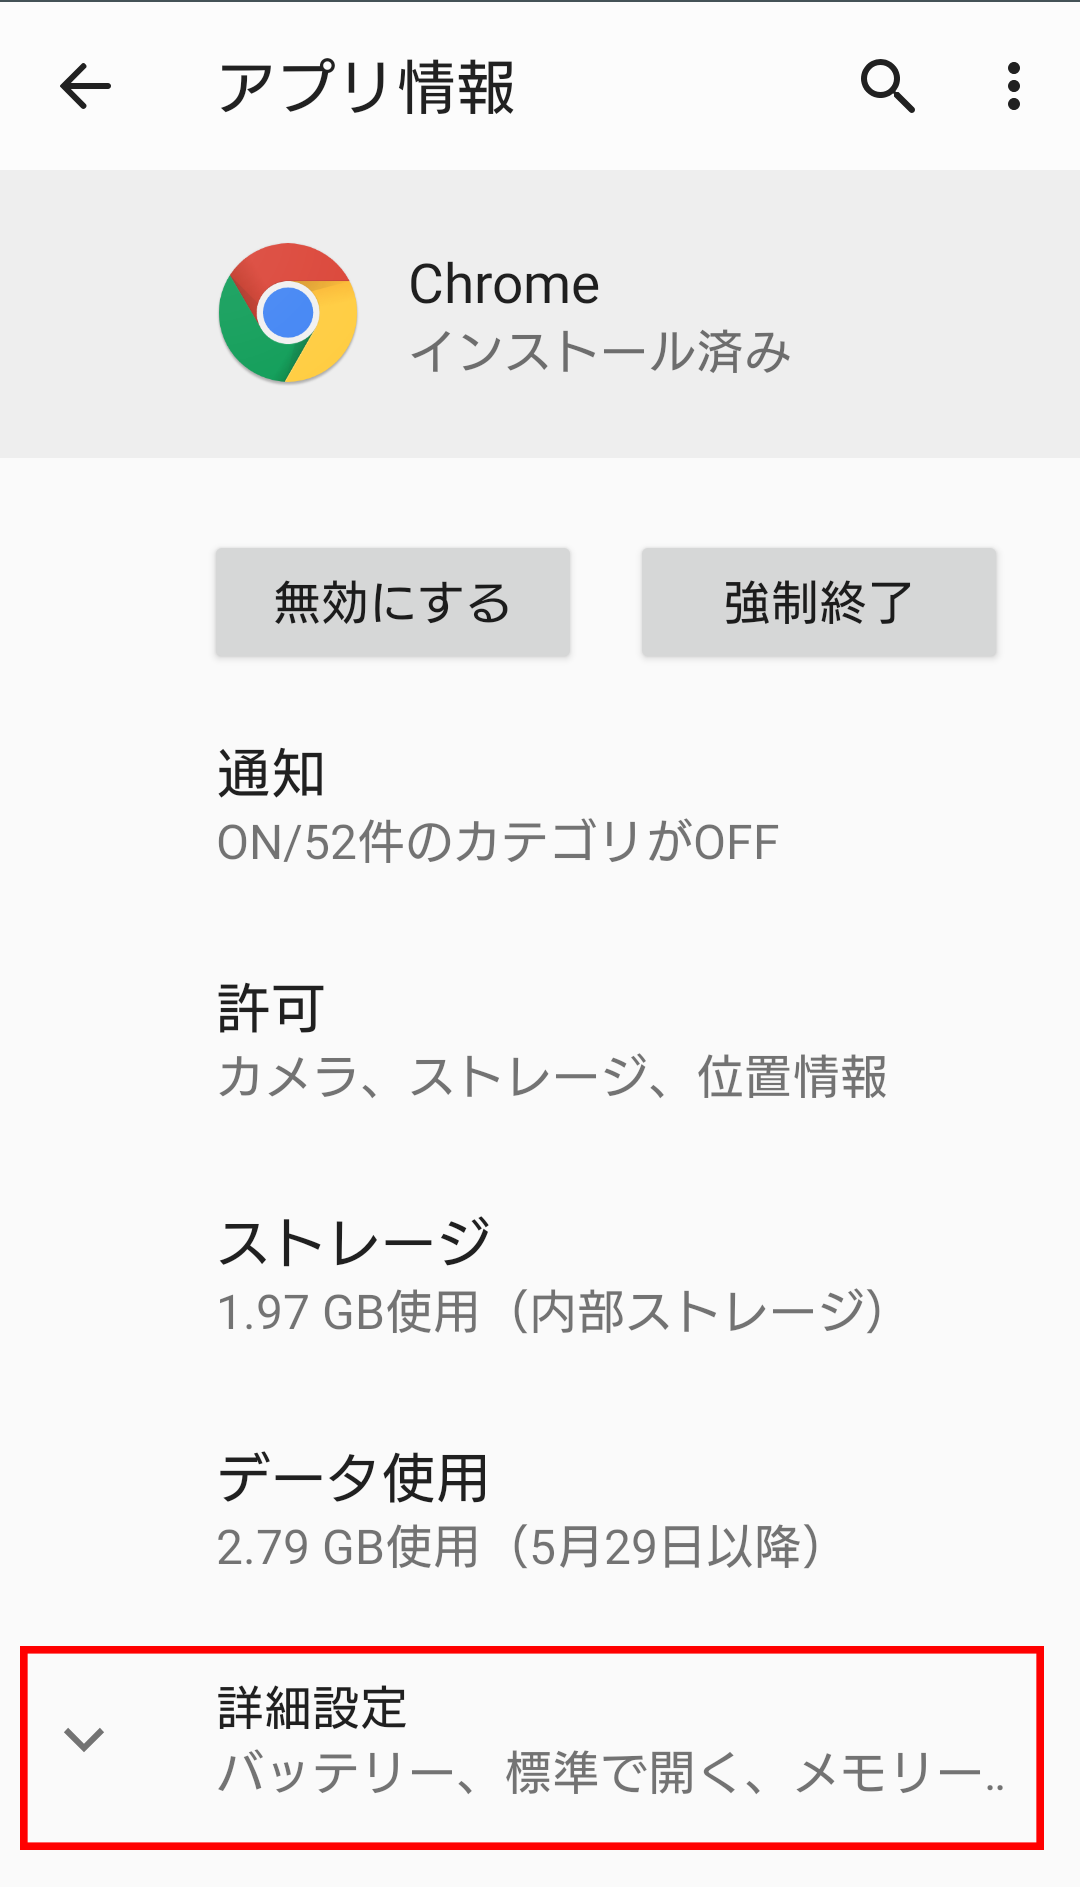 アプリ情報
Chrome
インストール済み
無効にする
強制終了
通知
ON/52件のカテゴリがOFF
許可
カメラ、ストレージ、位置情報
ストレージ
1.97 GB使用（内部ストレージ）
データ使用
2.79 GB使用（5月29日以降）
詳細設定
バッテリー、標準で開く、メモリー..